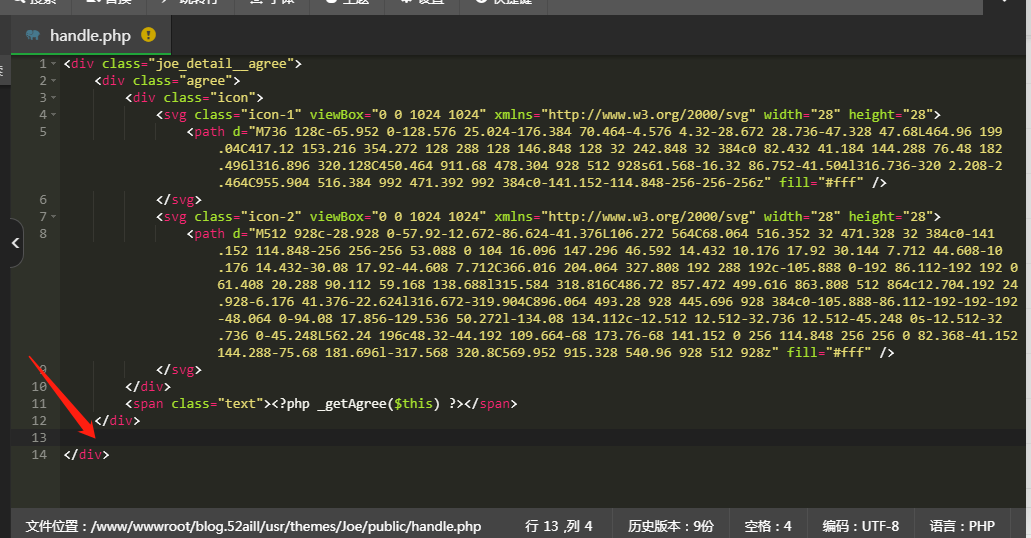 搜索 替换 跳转行 字体 主题 设置 快捷键
handle.php
1 <div class="joe_detail__agree">
2 <div class="agree">
3 <div class="icon">
4 <svg class="icon-1" viewBox="0 0 1024 1024" xmlns="http://www.w3.org/2000/svg" width="28" height="28">
5 <path d="M736 128c-65.952 0-128.576 25.024-176.384 70.464-4.576 4.32-28.672 28.736-47.328 47.68L464.96 199
.04C417.12 153.216 354.272 128 288 128 146.848 128 32 242.848 32 384c0 82.432 41.184 144.288 76.48 182
.496l316.896 320.128C450.464 911.68 478.304 928 512 928s61.568-16.32 86.752-41.504l316.736-320 2.208-2
.464C955.904 516.384 992 471.392 992 384c0-141.152-114.848-256-256-256z" fill="#fff" />
6 </svg>
7 <svg class="icon-2" viewBox="0 0 1024 1024" xmlns="http://www.w3.org/2000/svg" width="28" height="28">
8 <path d="M512 928c-28.928 0-57.92-12.672-86.624-41.376L106.272 564C68.064 516.352 32 471.328 32 384c0-141
.152 114.848-256 256-256 53.088 0 104 16.096 147.296 46.592 14.432 10.176 17.92 30.144 7.712 44.608-10
.176 14.432-30.08 17.92-44.608 7.712C366.016 204.064 327.808 192 288 192c-105.888 0-192 86.112-192 192 0
61.408 20.288 90.112 59.168 138.688l315.584 318.816C486.72 857.472 499.616 863.808 512 864c12.704.192 24
.928-6.176 41.376-22.624l316.672-319.904C896.064 493.28 928 445.696 928 384c0-105.888-86.112-192-192-192
-48.064 0-94.08 17.856-129.536 50.272l-134.08 134.112c-12.512 12.512-32.736 12.512-45.248 0s-12.512-32
.736 0-45.248L562.24 196c48.32-44.192 109.664-68 173.76-68 141.152 0 256 114.848 256 256 0 82.368-41.152
144.288-75.68 181.696l-317.568 320.8C569.952 915.328 540.96 928 512 928z" fill="#fff" />
9 </svg>
10 </div>
11 <span class="text"><?php _getAgree($this) ?></span>
12 </div>
13
14 </div>
文件位置：/www/wwwroot/blog.52aill/usr/themes/Joe/public/handle.php 行 13 ,列 4 历史版本：9份 空格：4 编码：UTF-8 语言：PHP